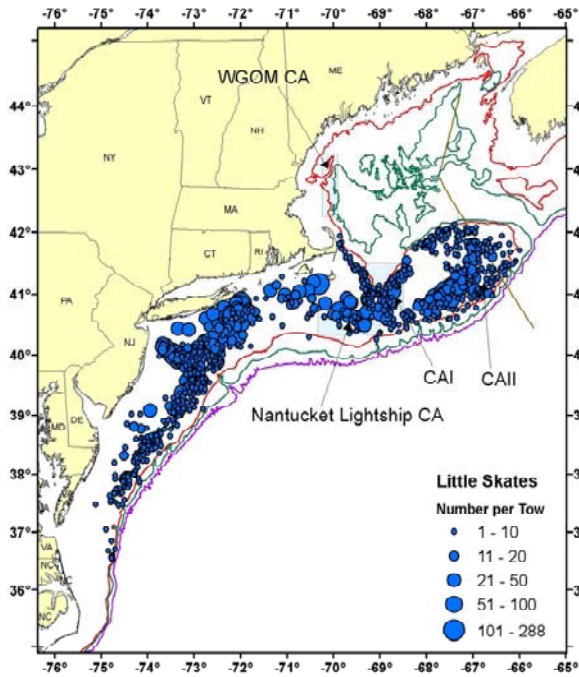 -76° -75° -74° -73° -72° -71° -70° -69° -68° -67° -66° -65°
WGOM CA
ME
44°
VT
NH
43°
NY
MA
42°
CT
RI
41°
PA
40°
NJ
CAI
CAII
39°
Nantucket Lightship CA
MD
DE
38°
Little Skates
Number per Tow
37°
1 - 10
VA
11 - 20
NC
21 - 50
36°
NC
51 - 100
NC
101 - 288
-76° -75° -74° -73° -72° -71° -70° -69° -68° -67° -66° -65°